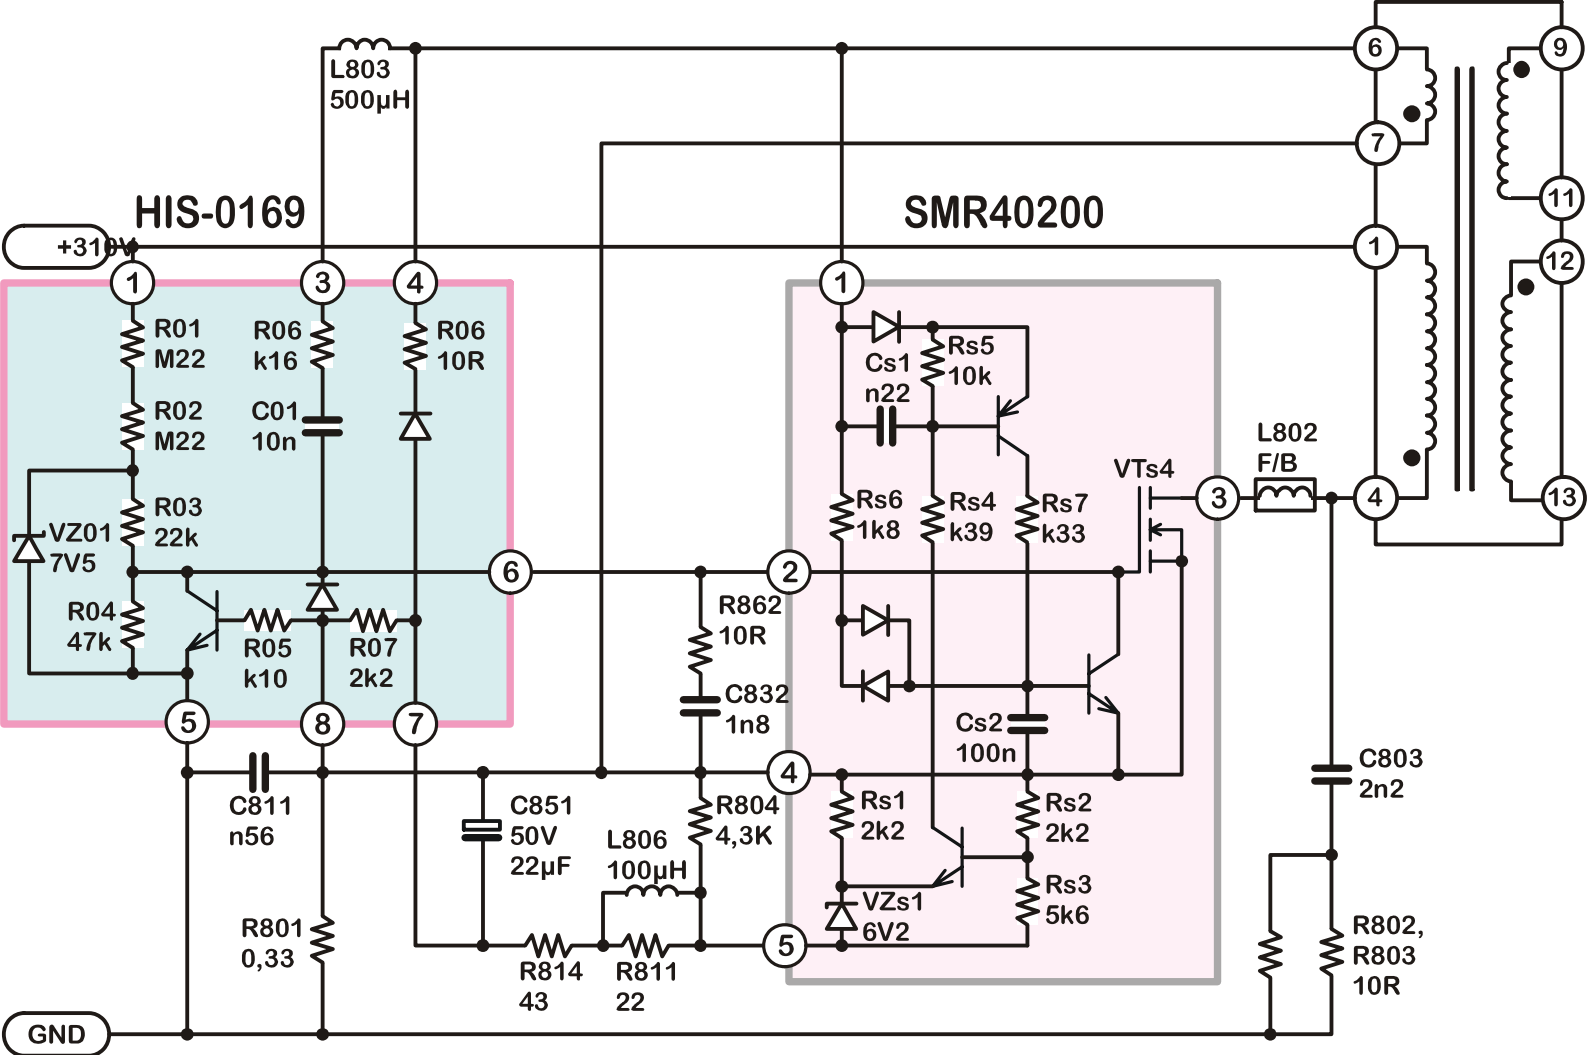 L803
500µH
6
9
7
11
HIS-0169
SMR40200
+310V
1
12
1
3
4
1
R01
M22
R06
k16
R06
10R
Cs1
n22
Rs5
10k
R02
M22
C01
10n
L802
F/B
VTs4
3
4
13
R03
22k
VZ01
7V5
Rs6
1k8
Rs4
k39
Rs7
k33
6
2
R04
47k
R05
k10
R07
2k2
R862
10R
C832
1n8
Cs2
100n
5
8
7
4
C803
2n2
C811
n56
C851
50V
22µF
L806
100µH
R804
4,3K
Rs1
2k2
Rs2
2k2
VZs1
6V2
Rs3
5k6
R801
0,33
5
R814
43
R811
22
R802,
R803
10R
GND